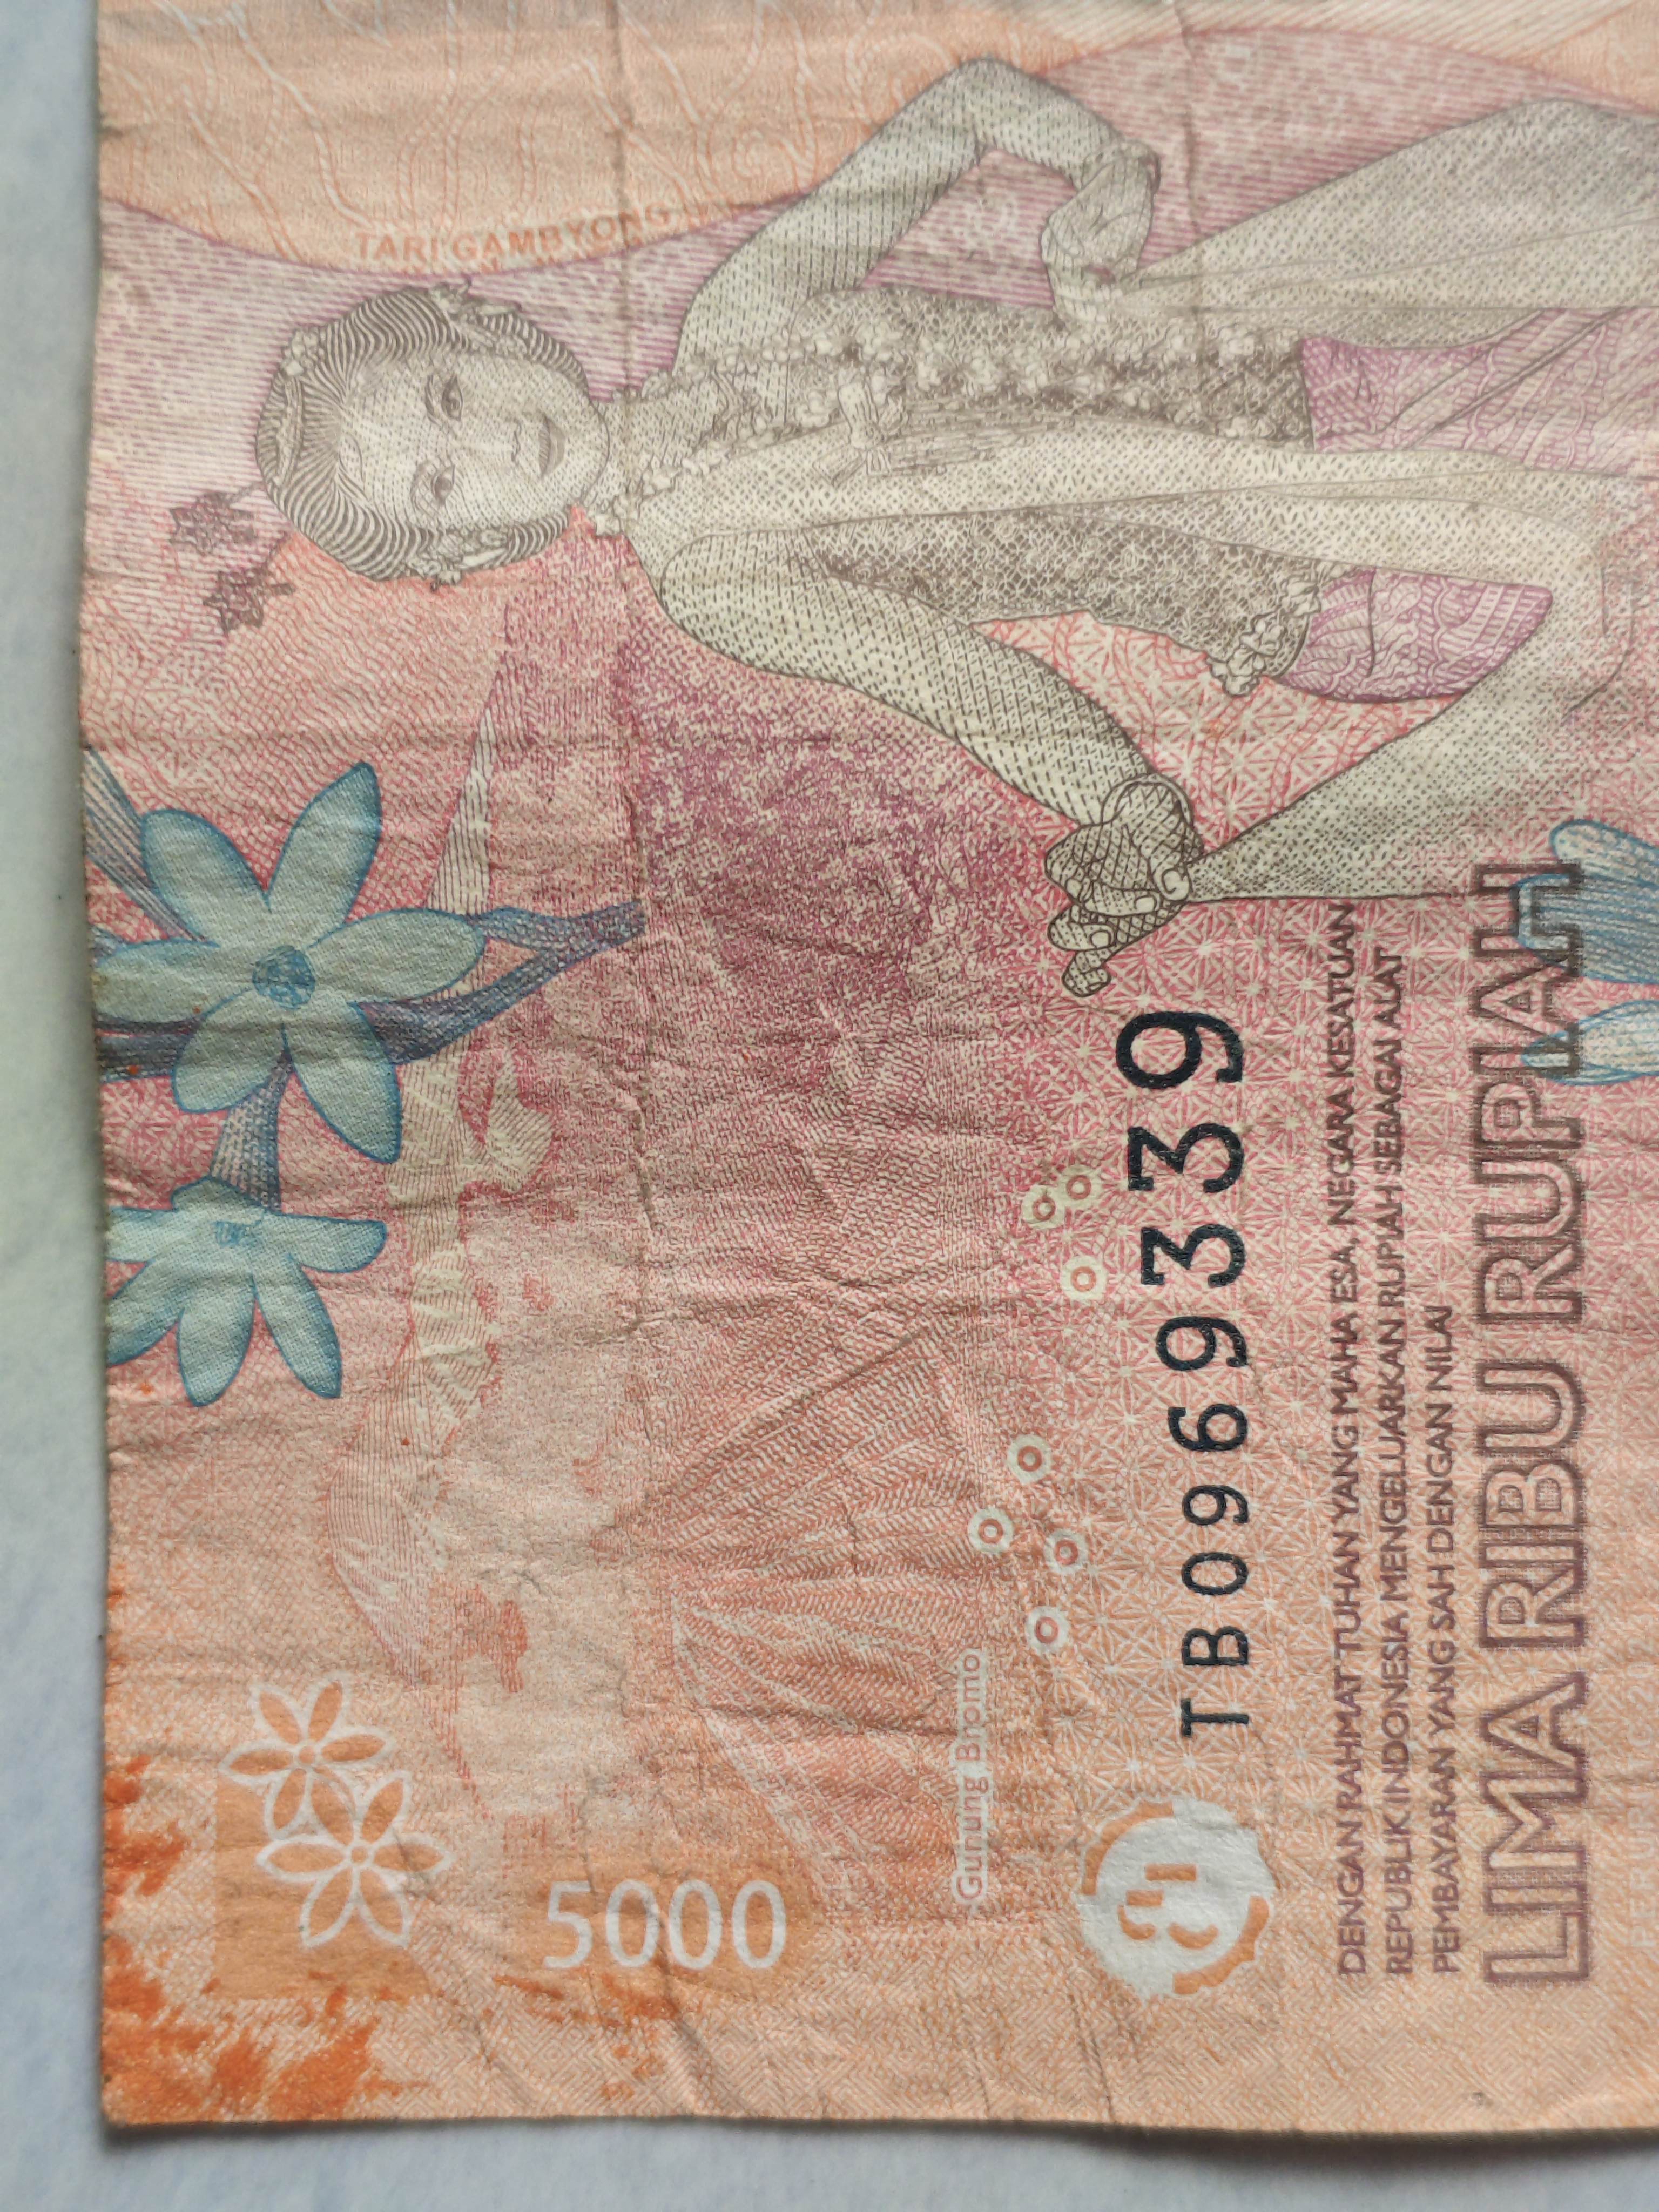 TARI GAMBYONG
5000
Gunung Bromo
TB0969339
DENGAN RAHMAT TUHAN YANG MAHA ESA, NEGARA KESATUAN
REPUBLIK INDONESIA MENGELUARKAN RUPIAH SEBAGAI ALAT
PEMBAYARAN YANG SAH DENGAN NILAI
LIMA RIBU RUPIAH